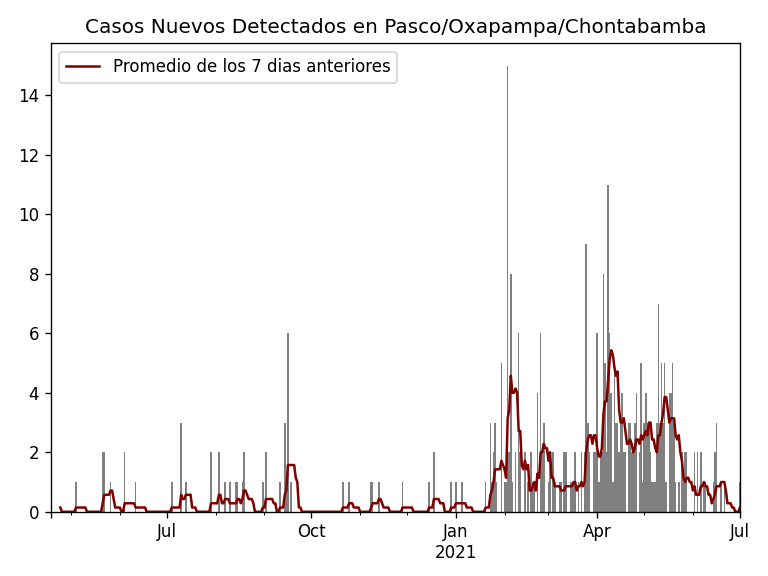 Casos Nuevos Detectados en Pasco/Oxapampa/Chontabamba
Promedio de los 7 dias anteriores
14
12
10
8
6
4
2
0
Jul
Oct
Jan
2021
Apr
Jul